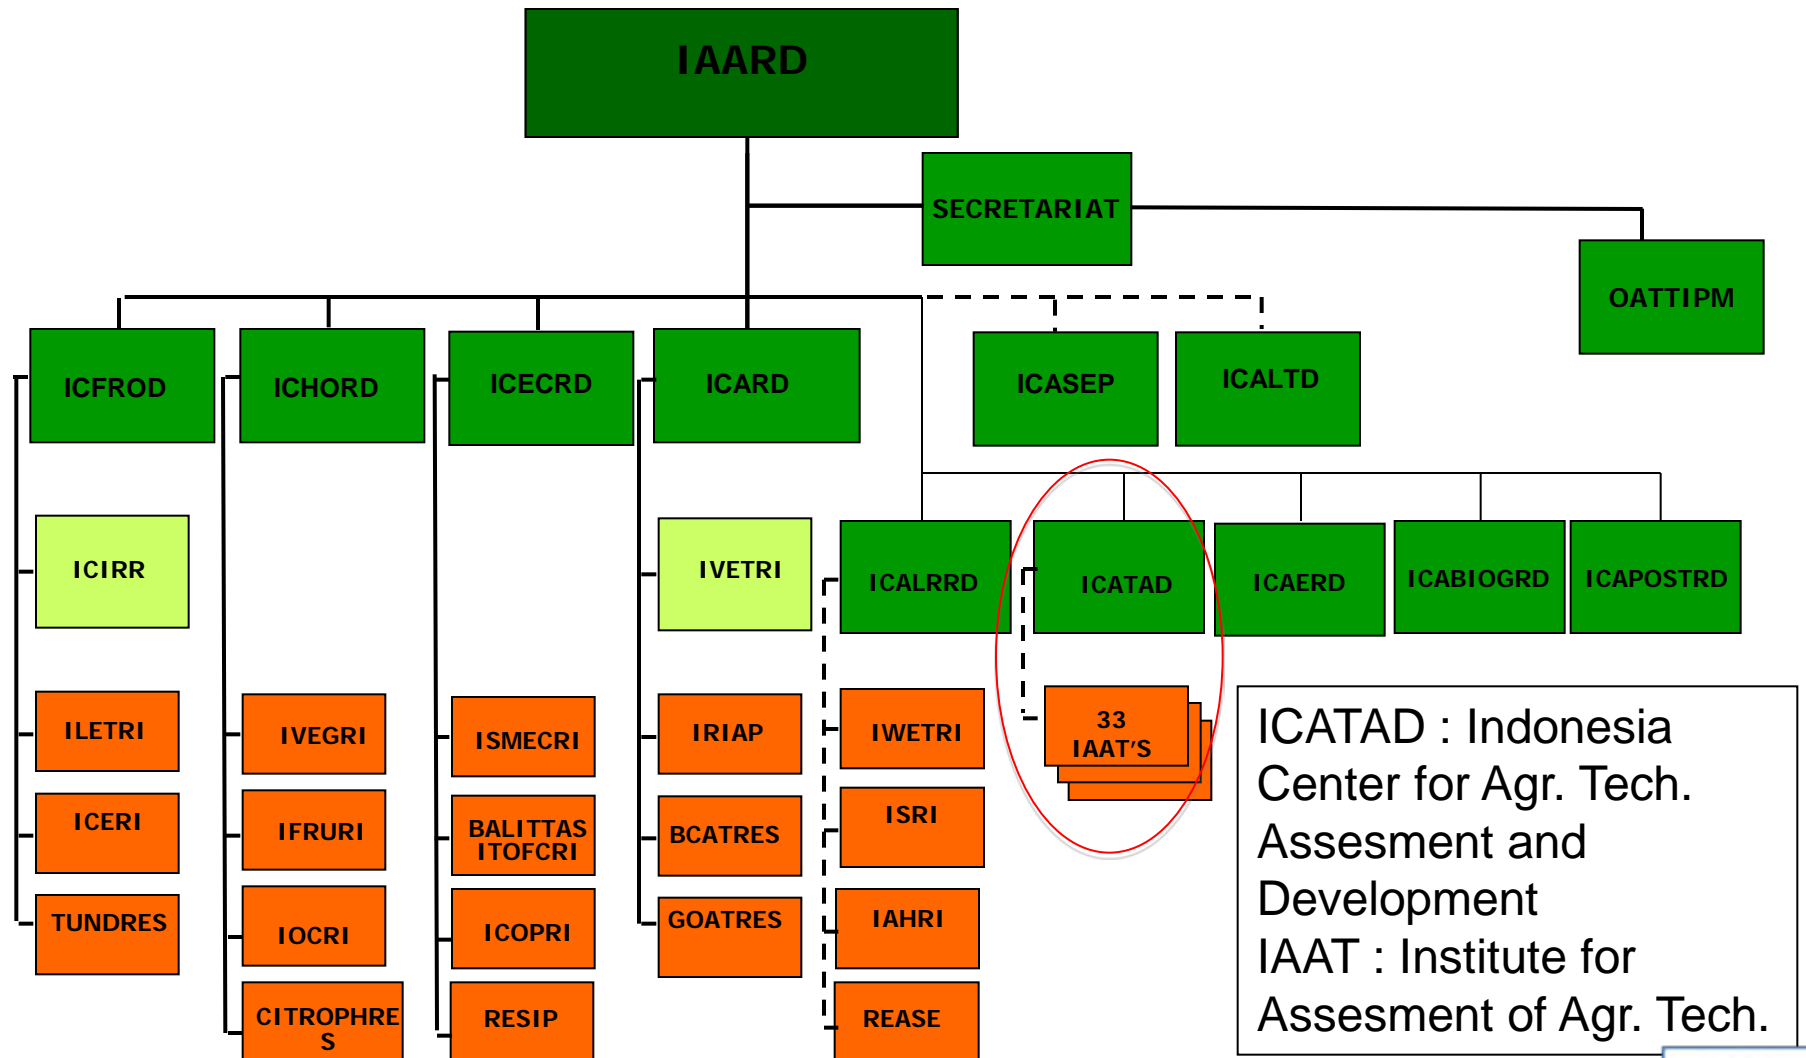 IAARD
SECRETARIAT
OATTIPM
ICFROD
ICHORD
ICECRD
ICARD
ICASEP
ICALTD
ICIRR
IVETRI
ICALRRD
ICATAD
ICAERD
ICABIOGRD
ICAPOSTRD
ILETRI
IVEGRI
ISMECRI
IRIAP
IWETRI
33
IAAT'S
ICERI
IFRURI
BALITTAS
ITOFCRI
BCATRES
ISRI
TUNDRES
IOCRI
ICOPRI
GOATRES
IAHRI
CITROPHRE
S
RESIP
REASE
ICATAD : Indonesia
Center for Agr. Tech.
Assesment and
Development
IAAT : Institute for
Assesment of Agr. Tech.